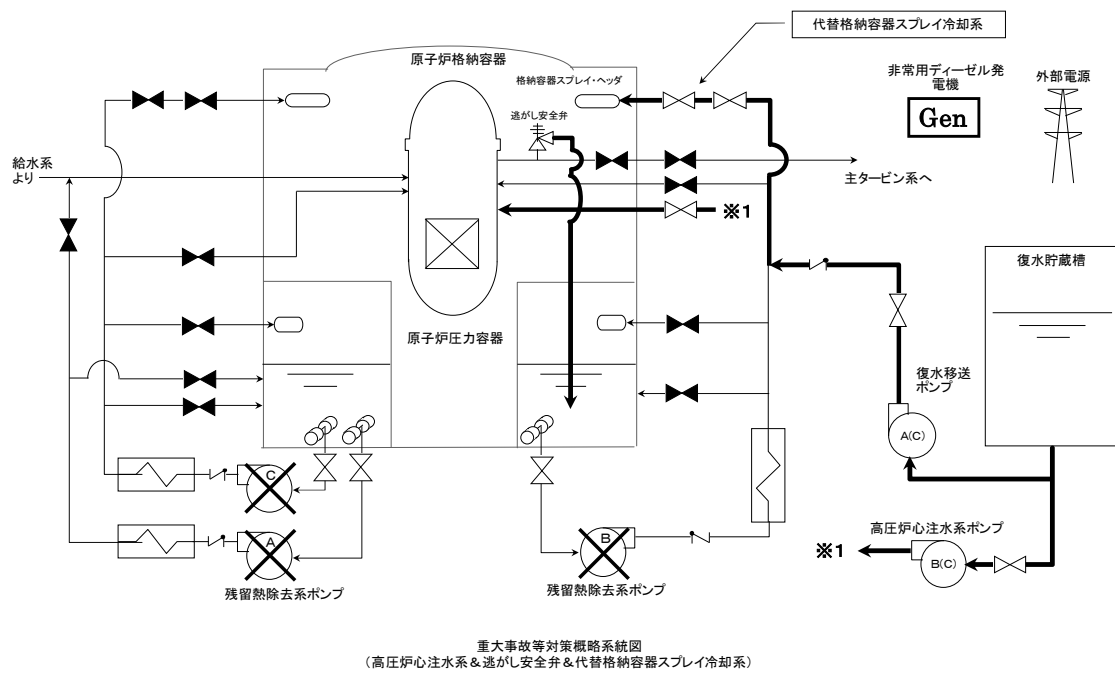 代替格納容器スプレイ冷却系
原子炉格納容器
格納容器スプレイ・ヘッダ
非常用ディーゼル発
電機
Gen
外部電源
逃がし安全弁
給水系
より
主タービン系へ
※1
復水貯蔵槽
原子炉圧力容器
復水移送
ポンプ
A(C)
C
高圧炉心注水系ポンプ
※1
B(C)
A
B
残留熱除去系ポンプ
残留熱除去系ポンプ
重大事故等対策概略系統図
（高圧炉心注水系＆逃がし安全弁＆代替格納容器スプレイ冷却系）